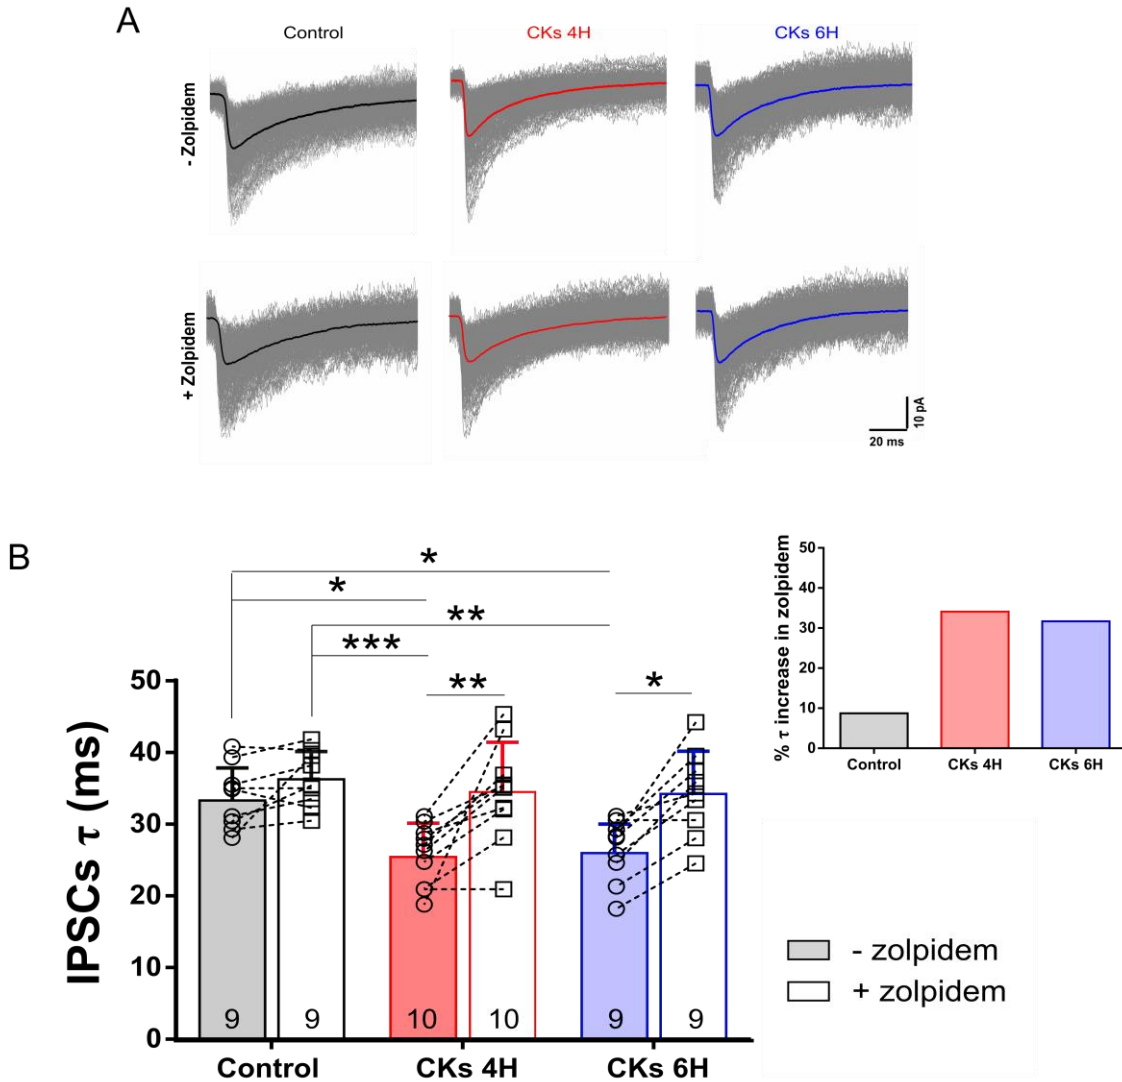 A
Control
CKs 4H
CKs 6H
- Zolpidem
+ Zolpidem
10 pA
20 ms
B
*
*
**
***
**
*
IPSCs τ (ms)
50
40
30
20
10
0
9
9
10
10
9
9
Control
CKs 4H
CKs 6H
% τ increase in zolpidem
50
40
30
20
10
0
Control
CKs 4H
CKs 6H
- zolpidem
+ zolpidem